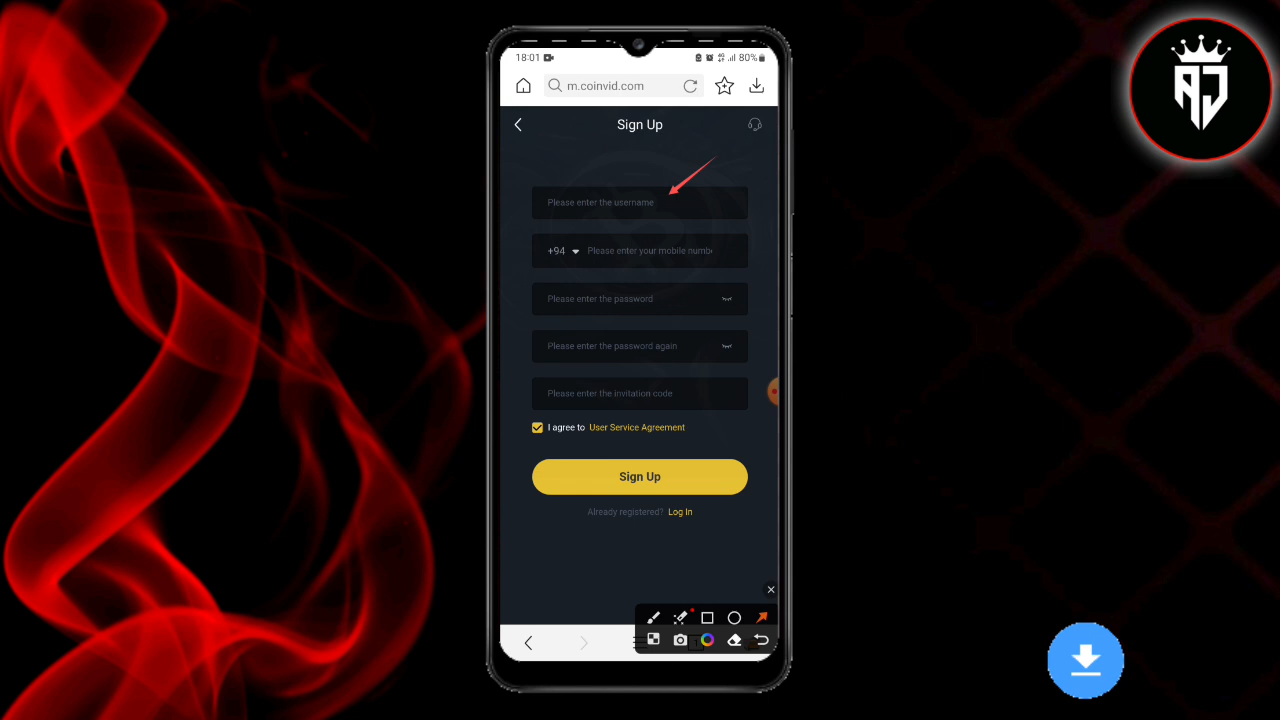 18:01 80%
m.coinvid.com
Sign Up
Please enter the username
+94 Please enter your mobile numb
Please enter the password
Please enter the password again
Please enter the invitation code
I agree to User Service Agreement
Sign Up
Already registered? Log In
AJ